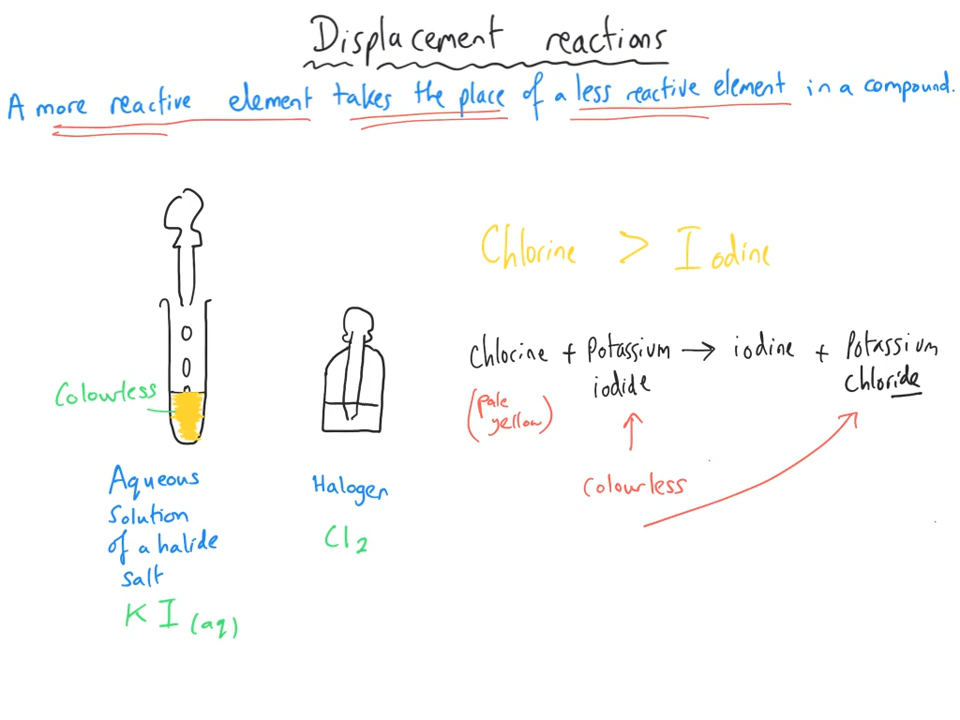 Displacement reactions
A more reactive element takes the place of a less reactive element in a compound.
Chlorine > Iodine
Chlorine + Potassium → iodine + Potassium
iodide
chloride
(pale
yellow)
Colourless
Colourless
Aqueous
Solution
of a halide
salt
K I (aq)
Halogen
Cl2